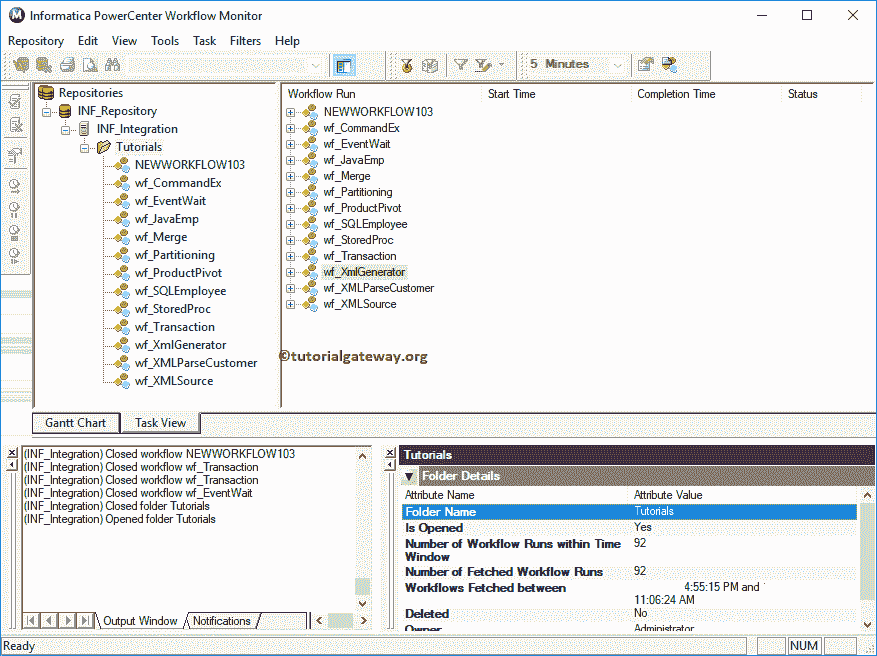 Informatica PowerCenter Workflow Monitor
Repository Edit View Tools Task Filters Help
5 Minutes
Repositories
INF_Repository
INF_Integration
Tutorials
NEWWORKFLOW103
wf_CommandEx
wf_EventWait
wf_JavaEmp
wf_Merge
wf_Partitioning
wf_ProductPivot
wf_SQLEmployee
wf_StoredProc
wf_Transaction
wf_XmlGenerator
wf_XMLParseCustomer
wf_XMLSource
Workflow Run Start Time Completion Time Status
NEWWORKFLOW103
wf_CommandEx
wf_EventWait
wf_JavaEmp
wf_Merge
wf_Partitioning
wf_ProductPivot
wf_SQLEmployee
wf_StoredProc
wf_Transaction
wf_XmlGenerator
wf_XMLParseCustomer
wf_XMLSource
©tutorialgateway.org
Gantt Chart Task View
(INF_Integration) Closed workflow NEWWORKFLOW103
(INF_Integration) Closed workflow wf_Transaction
(INF_Integration) Closed workflow wf_Transaction
(INF_Integration) Closed workflow wf_EventWait
(INF_Integration) Closed folder Tutorials
(INF_Integration) Opened folder Tutorials
Output Window Notifications
Tutorials
Folder Details
Attribute Name Attribute Value
Folder Name Tutorials
Is Opened Yes
Number of Workflow Runs within Time 92
Window
Number of Fetched Workflow Runs 92
Workflows Fetched between 4:55:15 PM and
11:06:24 AM
Deleted No
Owner Administrator
Ready NUM